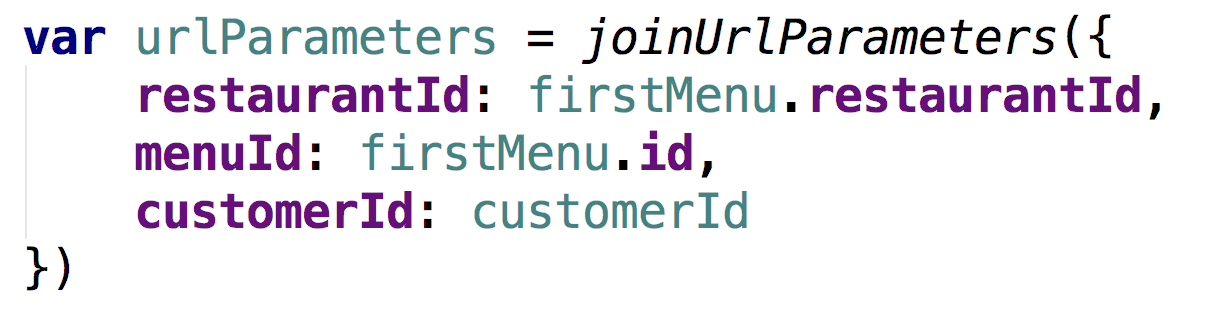 var urlParameters = joinUrlParameters({
    restaurantId: firstMenu.restaurantId,
    menuId: firstMenu.id,
    customerId: customerId
})